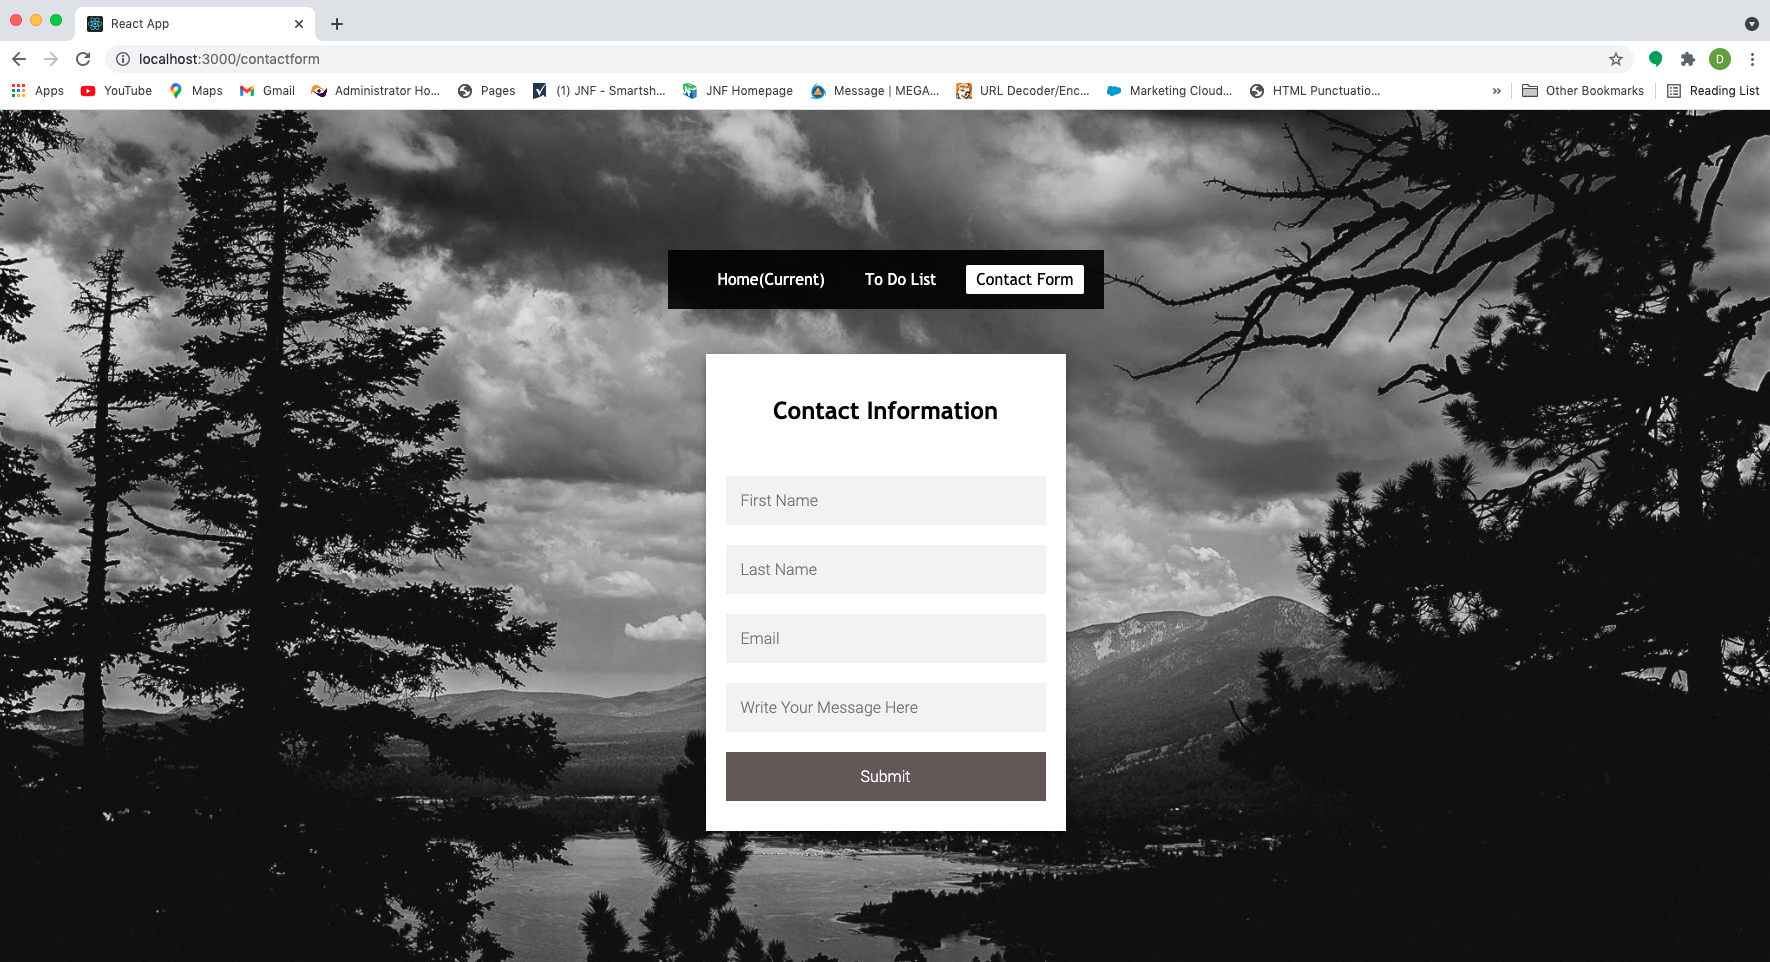 React App
localhost:3000/contactform
D
Apps YouTube Maps Gmail Administrator Ho... Pages (1) JNF - Smartsh... JNF Homepage Message | MEGA... URL Decoder/Enc... Marketing Cloud... HTML Punctuatio... » Other Bookmarks Reading List
Home(Current) To Do List Contact Form
Contact Information
First Name
Last Name
Email
Write Your Message Here
Submit